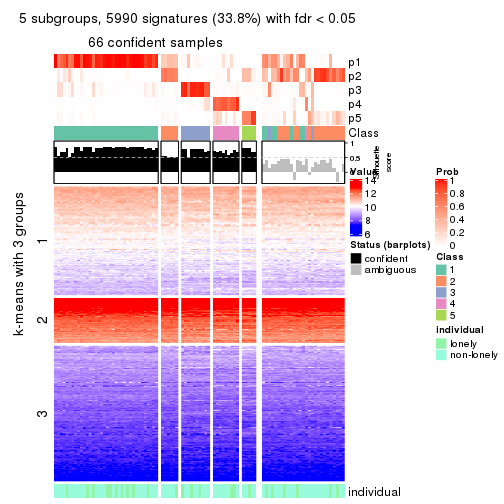 5 subgroups, 5990 signatures (33.8%) with fdr < 0.05
66 confident samples
p1
p2
p3
p4
p5
Class
1
0.5
0
silhouette
score
k-means with 3 groups
1
2
3
individual
Value
14
12
10
8
6
Status (barplots)
confident
ambiguous
Prob
1
0.8
0.6
0.4
0.2
0
Class
1
2
3
4
5
individual
lonely
non-lonely